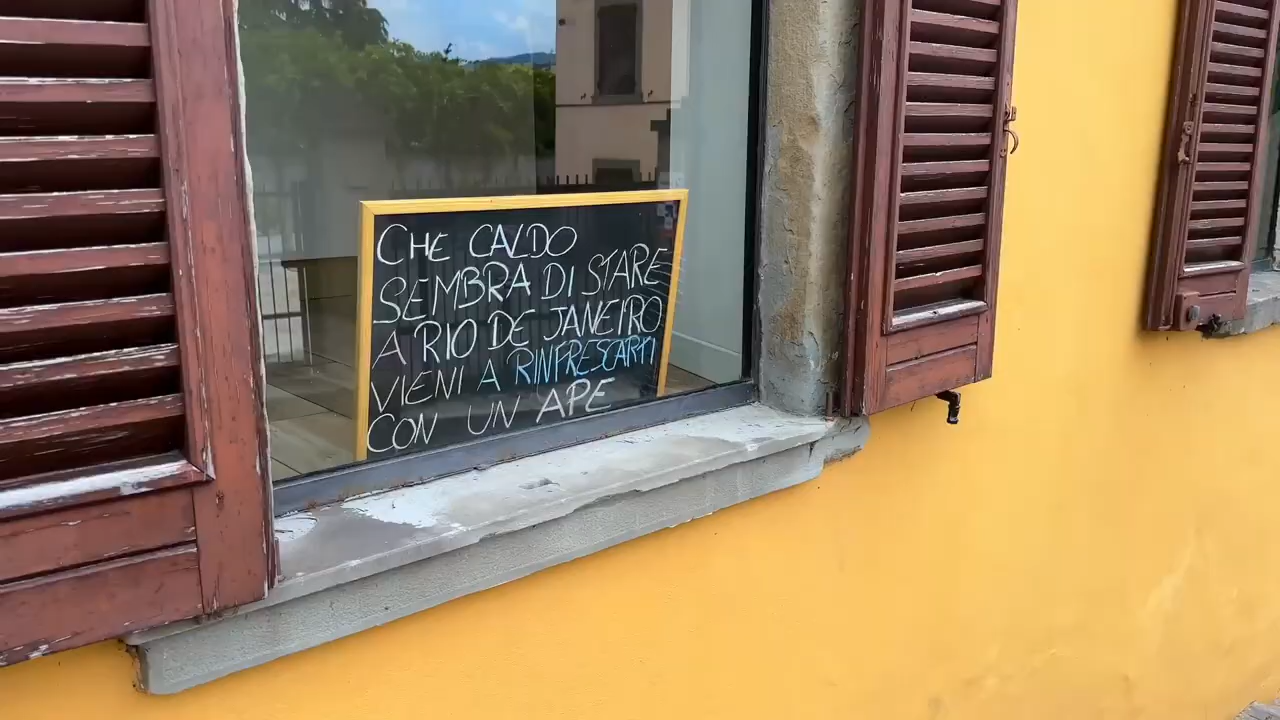 CHE CALDO
SEMBRA DI STARE
A RIO DE JANEIRO
VIENI A RINFRESCARTI
CON UN APE